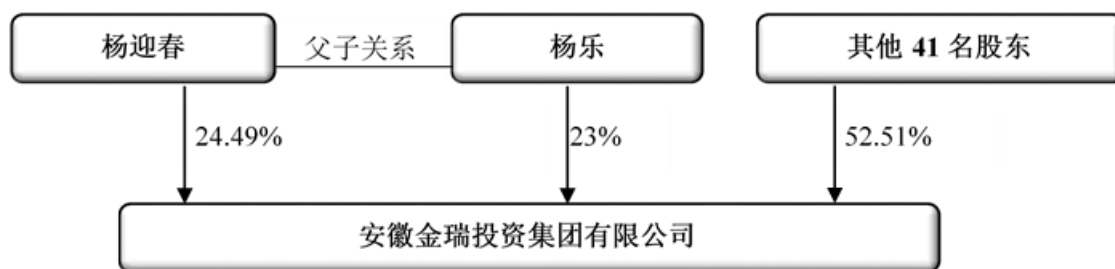 杨迎春
父子关系
杨乐
其他 41 名股东
24.49%
23%
52.51%
安徽金瑞投资集团有限公司